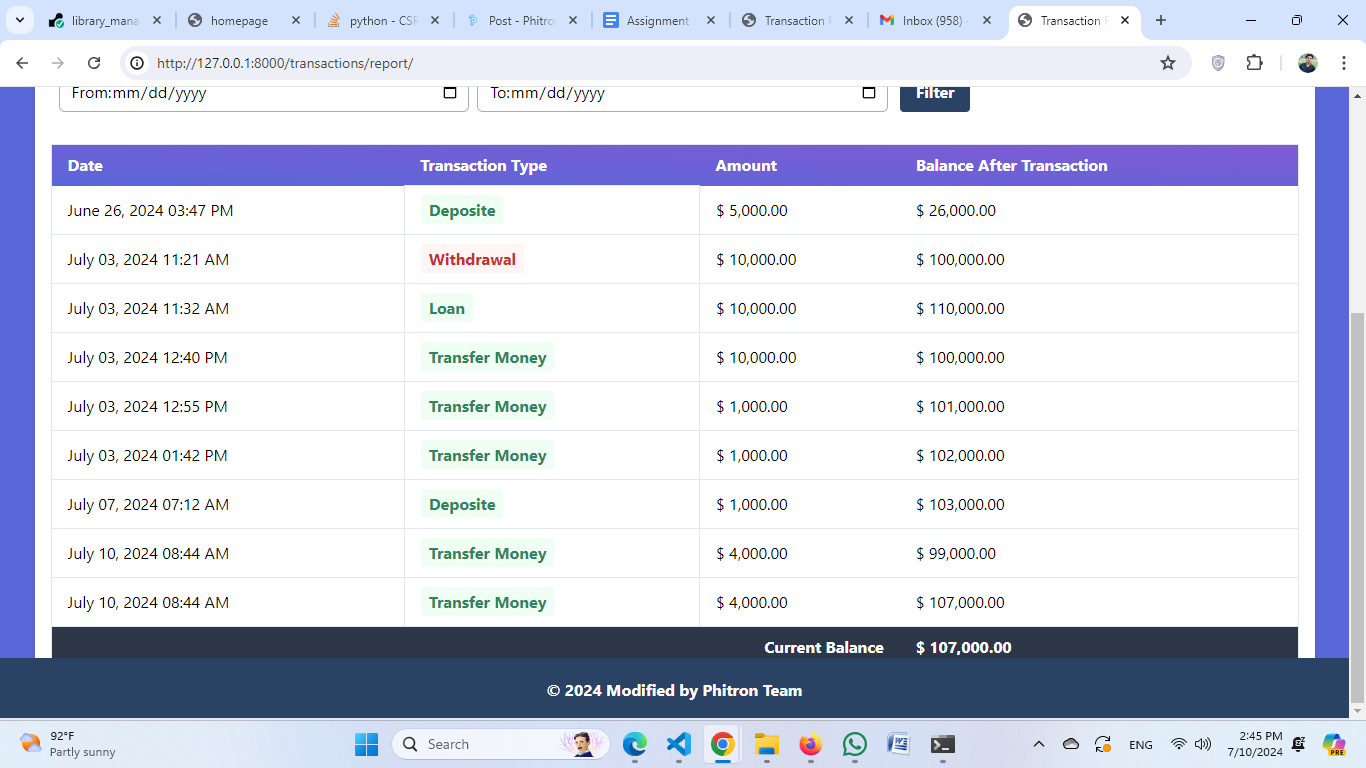 library_mana
homepage
python - CSR
Post - Phitro
Assignment
Transaction
Inbox (958) -
Transaction
http://127.0.0.1:8000/transactions/report/
From:mm/dd/yyyy To:mm/dd/yyyy Filter
Date Transaction Type Amount Balance After Transaction
June 26, 2024 03:47 PM Deposite $ 5,000.00 $ 26,000.00
July 03, 2024 11:21 AM Withdrawal $ 10,000.00 $ 100,000.00
July 03, 2024 11:32 AM Loan $ 10,000.00 $ 110,000.00
July 03, 2024 12:40 PM Transfer Money $ 10,000.00 $ 100,000.00
July 03, 2024 12:55 PM Transfer Money $ 1,000.00 $ 101,000.00
July 03, 2024 01:42 PM Transfer Money $ 1,000.00 $ 102,000.00
July 07, 2024 07:12 AM Deposite $ 1,000.00 $ 103,000.00
July 10, 2024 08:44 AM Transfer Money $ 4,000.00 $ 99,000.00
July 10, 2024 08:44 AM Transfer Money $ 4,000.00 $ 107,000.00
Current Balance $ 107,000.00
© 2024 Modified by Phitron Team
92°F
Partly sunny
Search
ENG
2:45 PM
7/10/2024
PRE